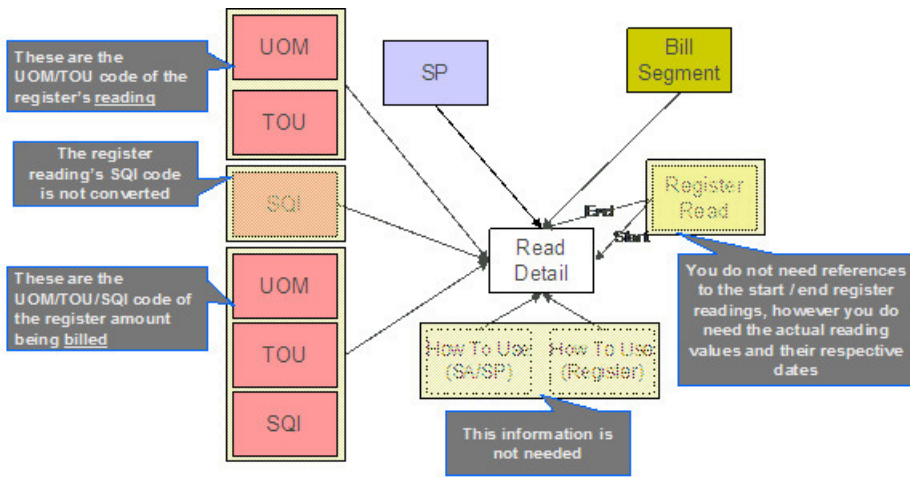 These are the
UOM/TOU code of the
register's reading
UOM
TOU
SP
Bill
Segment
The register
reading's SQI code
is not converted
SQI
Register
Read
End
Start
Read
Detail
These are the
UOM/TOU/SQI code of
the register amount
being billed
UOM
TOU
SQI
You do not need references
to the start / end register
readings, however you do
need the actual reading
values and their respective
dates
How To Use
(SA/SP)
How To Use
(Register)
This information is
not needed